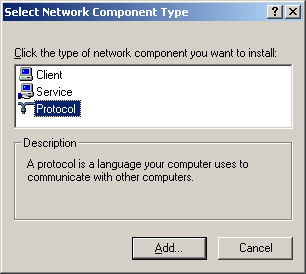 Select Network Component Type
Click the type of network component you want to install:
Client
Service
Protocol
Description
A protocol is a language your computer uses to
communicate with other computers.
Add...
Cancel